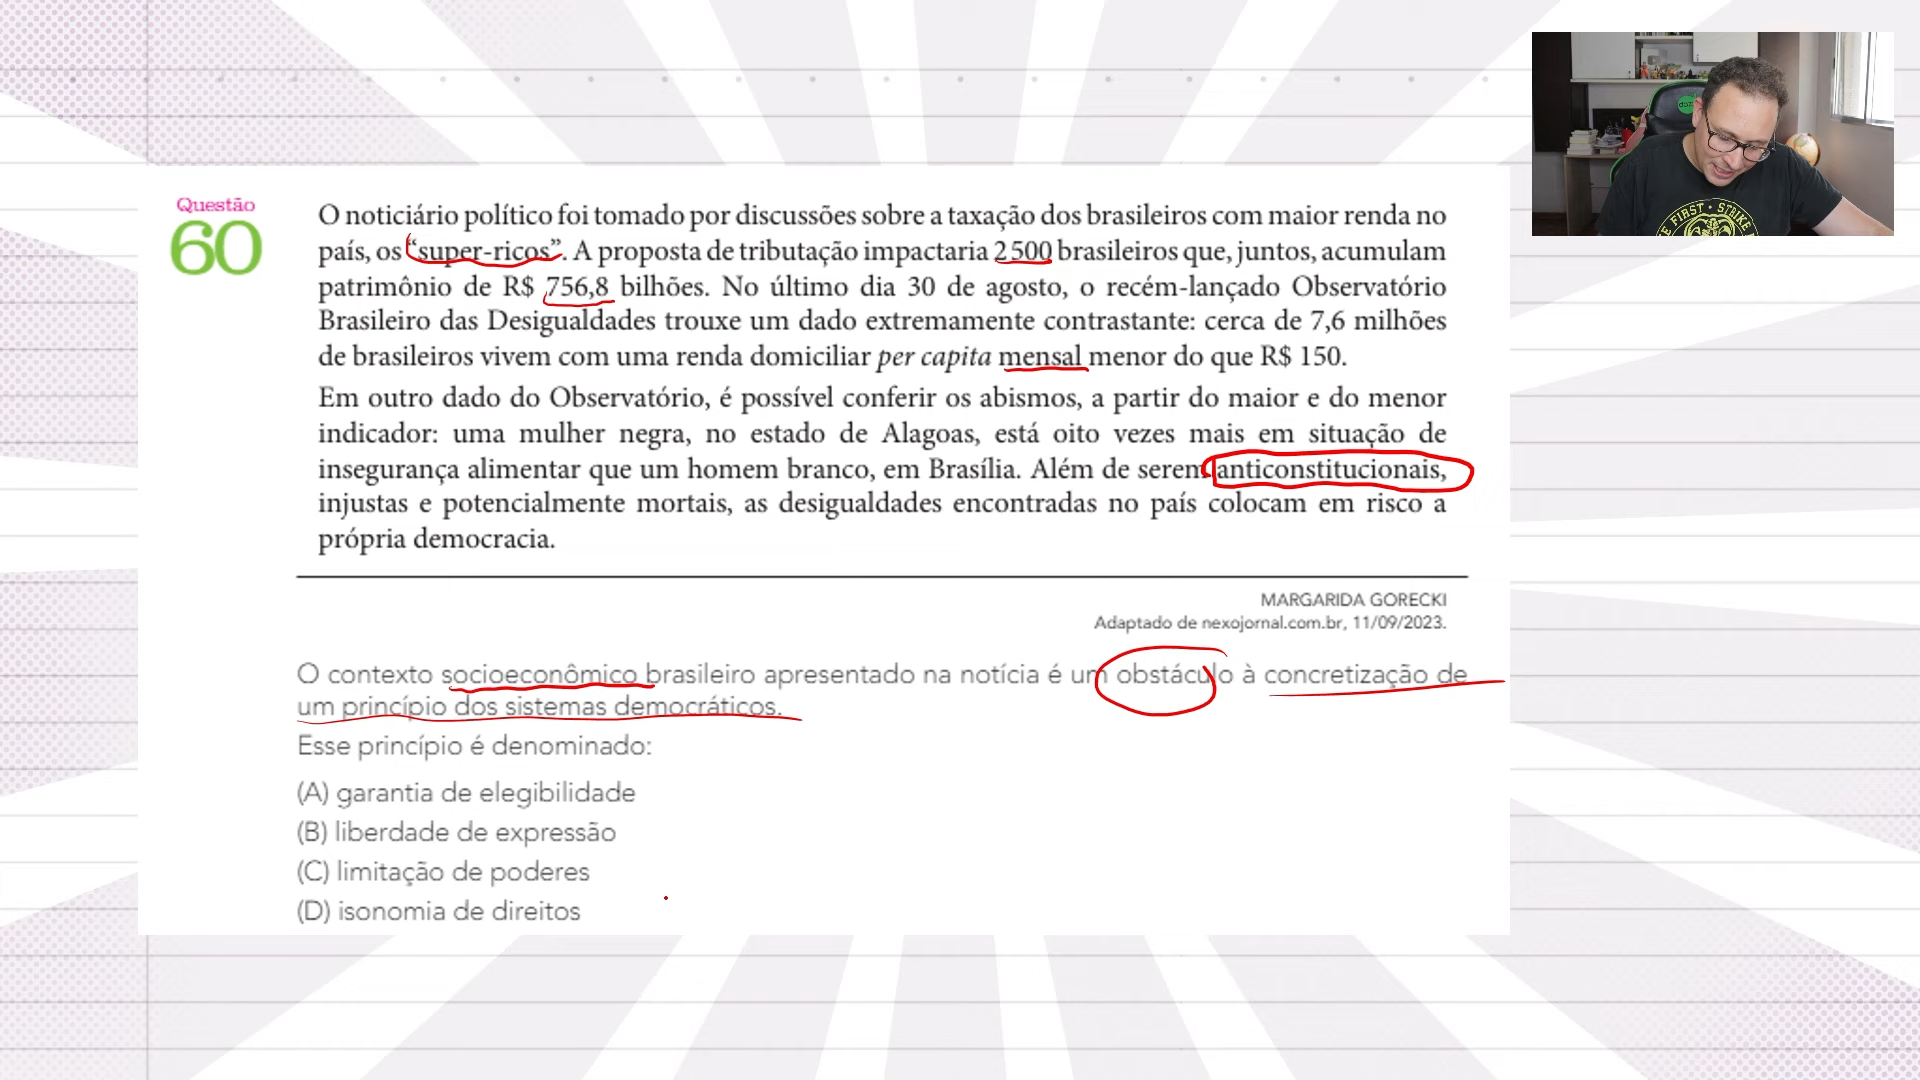 Questão
60
O noticiário político foi tomado por discussões sobre a taxação dos brasileiros com maior renda no
país, os “super-ricos”. A proposta de tributação impactaria 2 500 brasileiros que, juntos, acumulam
patrimônio de R$ 756,8 bilhões. No último dia 30 de agosto, o recém-lançado Observatório
Brasileiro das Desigualdades trouxe um dado extremamente contrastante: cerca de 7,6 milhões
de brasileiros vivem com uma renda domiciliar per capita mensal menor do que R$ 150.
Em outro dado do Observatório, é possível conferir os abismos, a partir do maior e do menor
indicador: uma mulher negra, no estado de Alagoas, está oito vezes mais em situação de
insegurança alimentar que um homem branco, em Brasília. Além de serem anticonstitucionais,
injustas e potencialmente mortais, as desigualdades encontradas no país colocam em risco a
própria democracia.
MARGARIDA GORECKI
Adaptado de nexojornal.com.br, 11/09/2023.
O contexto socioeconômico brasileiro apresentado na notícia é um obstáculo à concretização de
um princípio dos sistemas democráticos.
Esse princípio é denominado:
(A) garantia de elegibilidade
(B) liberdade de expressão
(C) limitação de poderes
(D) isonomia de direitos
FIRST • STRIKE